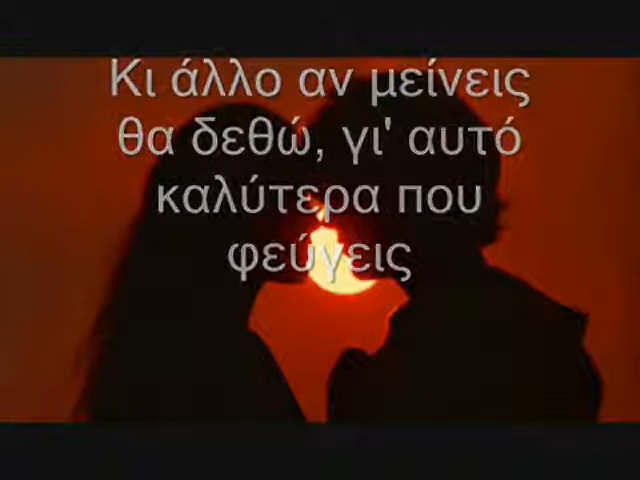 Κι άλλο αν μείνεις
θα δεθώ, γι' αυτό
καλύτερα που
φεύγεις